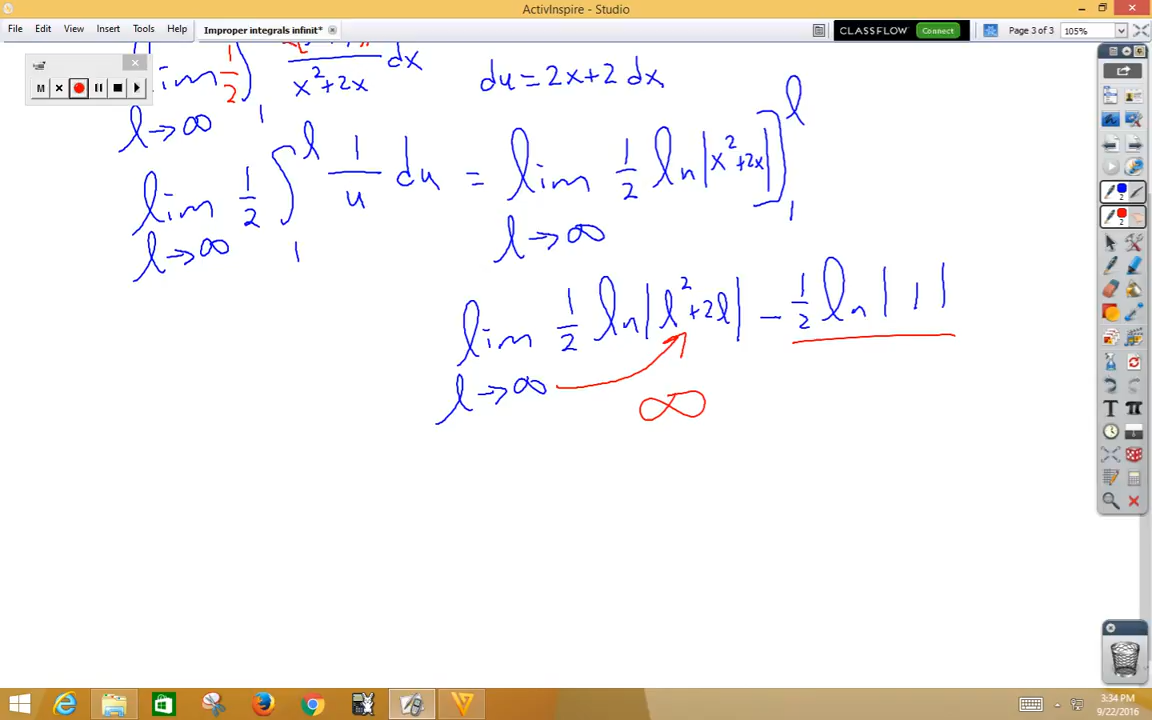 ActivInspire - Studio
File Edit View Insert Tools Help Improper integrals infinit* CLASSFLOW Connect Page 3 of 3 105%
lim 1/2 ∫ 1 / x²+2x dx du = 2x+2 dx
l→∞
lim 1/2 ∫ l 1 1/u du = lim 1/2 ln|x²+2x| ] l 1
l→∞ l→∞
lim 1/2 ln|l²+2l| - 1/2 ln|1|
l→∞ ∞
M
2
2
3:34 PM
9/22/2016